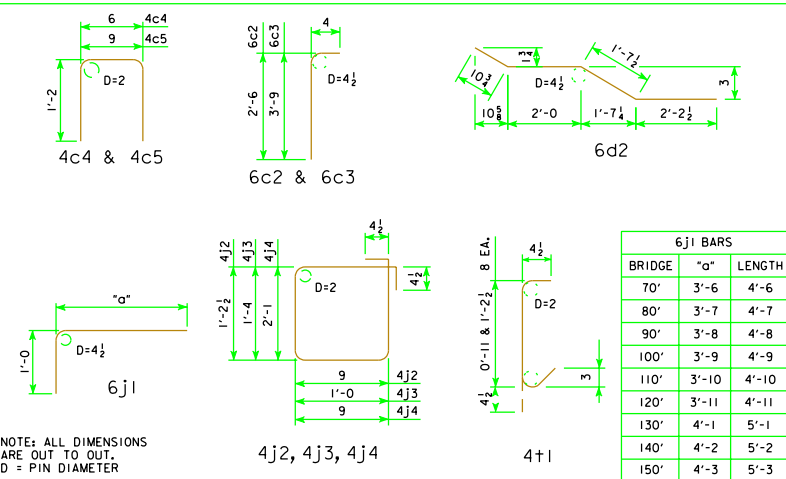 6 4c4
9 4c5
1'-2
D=2
4c4 & 4c5
6c2
6c3
4
2'-6
3'-9
D=4½
6c2 & 6c3
1¾
1'-7½
10¾
D=4½
3
10⅝ 2'-0 1'-7¼ 2'-2½
6d2
"a"
1'-0
D=4½
6j1
4j2
4j3
4j4
4½
4½
D=2
1'-2½
1'-4
2'-1
9 4j2
1'-0 4j3
9 4j4
4j2, 4j3, 4j4
8 EA.
4½
D=2
0'-11 & 1'-2½
3
4½
4t1
6j1 BARS
BRIDGE "a" LENGTH
70' 3'-6 4'-6
80' 3'-7 4'-7
90' 3'-8 4'-8
100' 3'-9 4'-9
110' 3'-10 4'-10
120' 3'-11 4'-11
130' 4'-1 5'-1
140' 4'-2 5'-2
150' 4'-3 5'-3
NOTE: ALL DIMENSIONS
ARE OUT TO OUT.
D = PIN DIAMETER